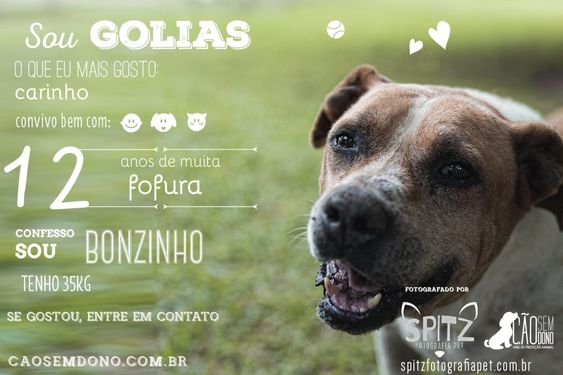 Sou GOLIAS
O QUE EU MAIS GOSTO:
carinho
convivo bem com:
12
anos de muita
fofura
CONFESSO
SOU
BONZINHO
TENHO 35KG
SE GOSTOU, ENTRE EM CONTATO
CAOSEMDONO.COM.BR
FOTOGRAFADO POR
SPITZ
FOTOGRAFIA PET
CÃO SEM
DONO
spitzfotografiapet.com.br